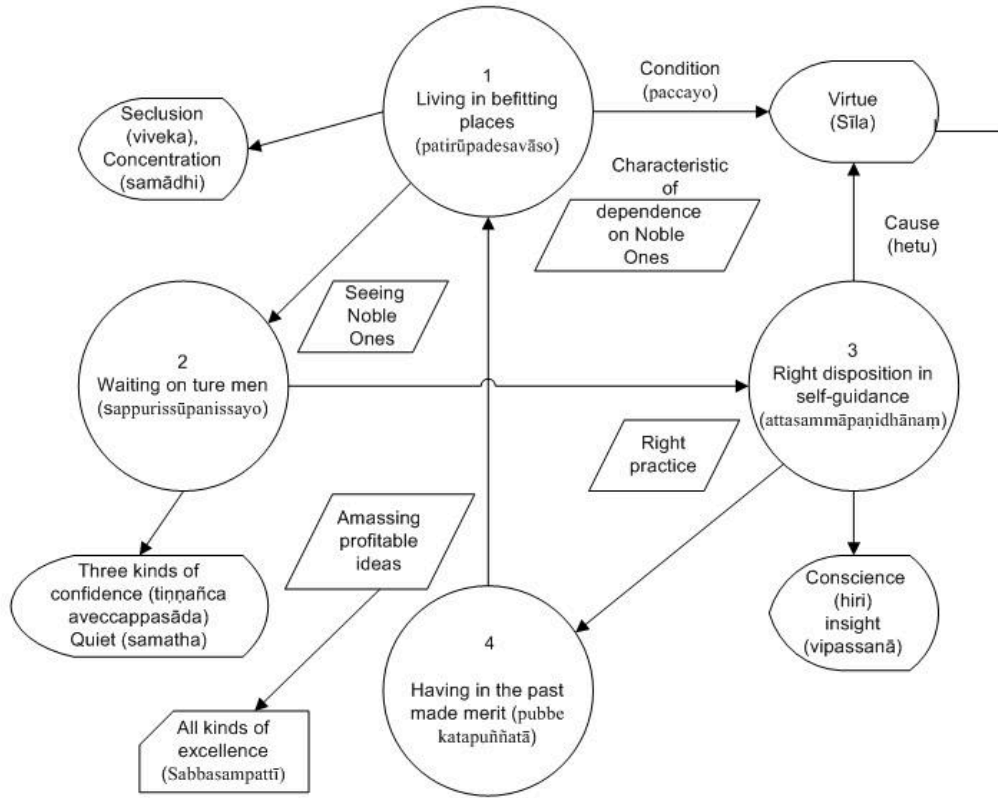 1
Living in befitting
places
(patirūpadesavāso)
Condition
(paccayo)
Virtue
(Sīla)
Seclusion
(viveka),
Concentration
(samādhi)
Characteristic
of
dependence
on Noble
Ones
Cause
(hetu)
Seeing
Noble
Ones
2
Waiting on ture men
(sappurissūpanissayo)
3
Right disposition in
self-guidance
(attasammāpaṇidhānaṃ)
Right
practice
Amassing
profitable
ideas
Three kinds of
confidence (tiṇṇañca
aveccappasāda)
Quiet (samatha)
Conscience
(hiri)
insight
(vipassanā)
4
Having in the past
made merit (pubbe
katapuññatā)
All kinds of
excellence
(Sabbasampattī)